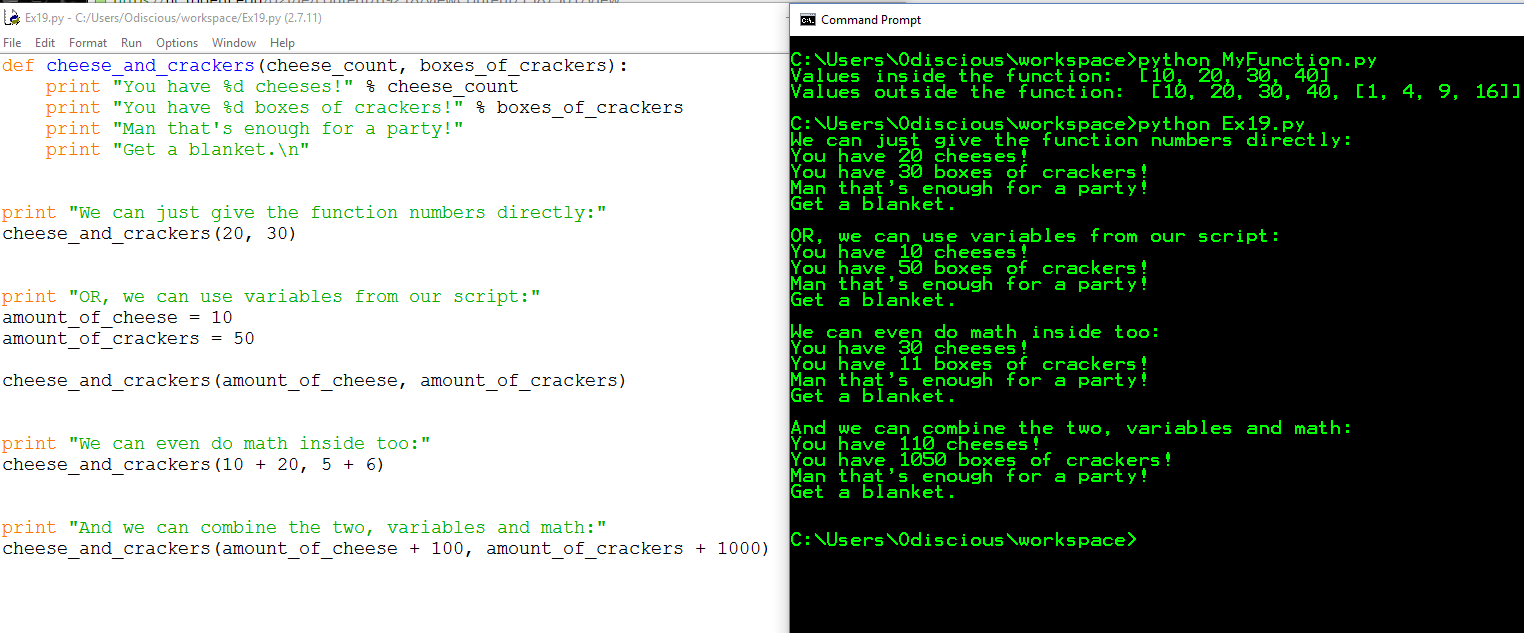 Ex19.py - C:/Users/Odiscious/workspace/Ex19.py (2.7.11)
File Edit Format Run Options Window Help
def cheese_and_crackers(cheese_count, boxes_of_crackers):
    print "You have %d cheeses!" % cheese_count
    print "You have %d boxes of crackers!" % boxes_of_crackers
    print "Man that's enough for a party!"
    print "Get a blanket.\n"
print "We can just give the function numbers directly:"
cheese_and_crackers(20, 30)
print "OR, we can use variables from our script:"
amount_of_cheese = 10
amount_of_crackers = 50
cheese_and_crackers(amount_of_cheese, amount_of_crackers)
print "We can even do math inside too:"
cheese_and_crackers(10 + 20, 5 + 6)
print "And we can combine the two, variables and math:"
cheese_and_crackers(amount_of_cheese + 100, amount_of_crackers + 1000)
Command Prompt
C:\Users\Odiscious\workspace>python MyFunction.py
Values inside the function:  [10, 20, 30, 40]
Values outside the function:  [10, 20, 30, 40, [1, 4, 9, 16]]
C:\Users\Odiscious\workspace>python Ex19.py
We can just give the function numbers directly:
You have 20 cheeses!
You have 30 boxes of crackers!
Man that's enough for a party!
Get a blanket.
OR, we can use variables from our script:
You have 10 cheeses!
You have 50 boxes of crackers!
Man that's enough for a party!
Get a blanket.
We can even do math inside too:
You have 30 cheeses!
You have 11 boxes of crackers!
Man that's enough for a party!
Get a blanket.
And we can combine the two, variables and math:
You have 110 cheeses!
You have 1050 boxes of crackers!
Man that's enough for a party!
Get a blanket.
C:\Users\Odiscious\workspace>